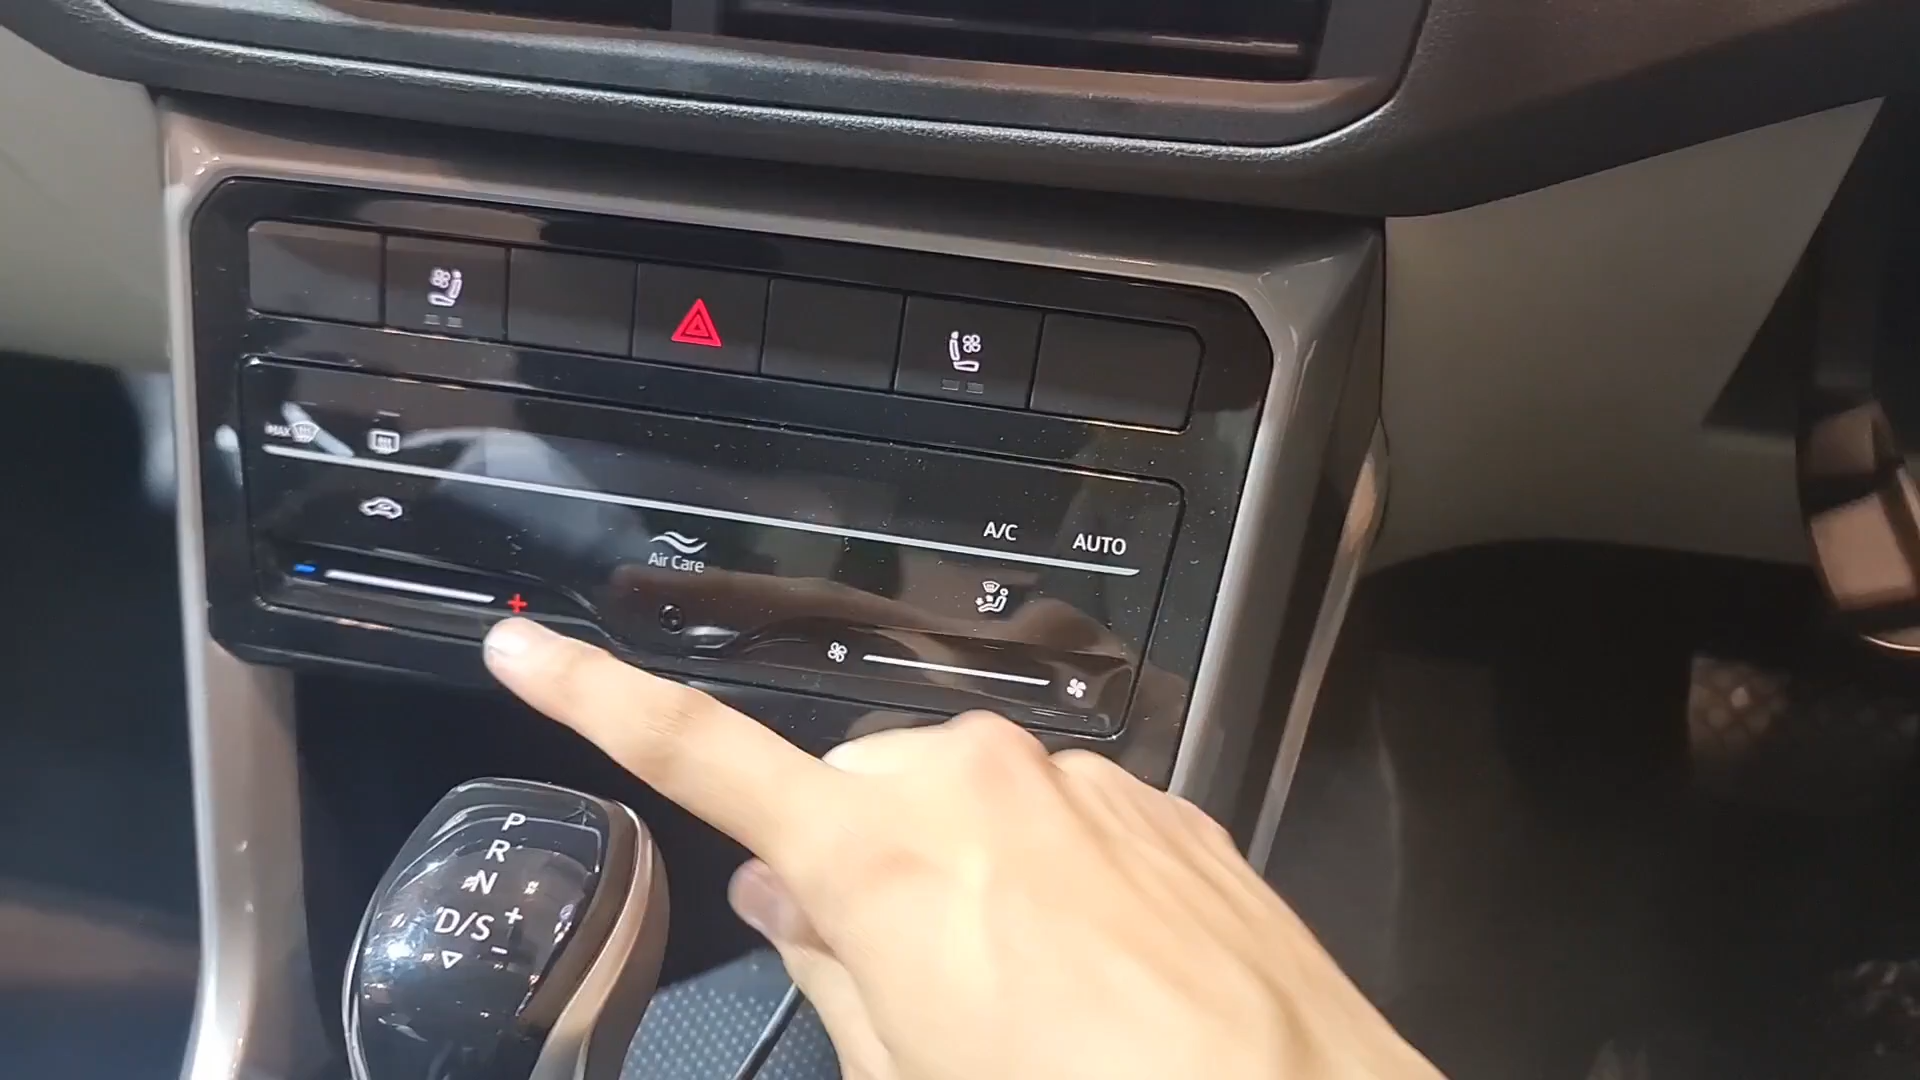 MAX
A/C AUTO
Air Care
P
R
N
D/S + -